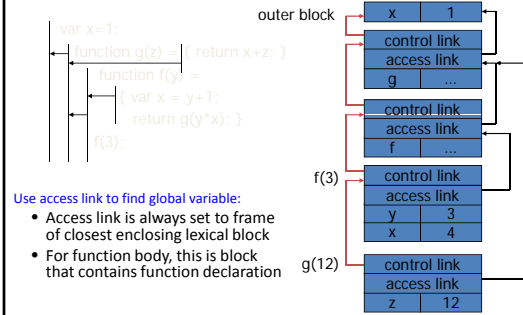 var x=1;
function g(z) = { return x+z; }
function f(y) =
{ var x = y+1;
return g(y*x); }
f(3);
Use access link to find global variable:
• Access link is always set to frame
of closest enclosing lexical block
• For function body, this is block
that contains function declaration
outer block
x 1
control link
access link
g ...
control link
access link
f ...
f(3)
control link
access link
y 3
x 4
g(12)
control link
access link
z 12